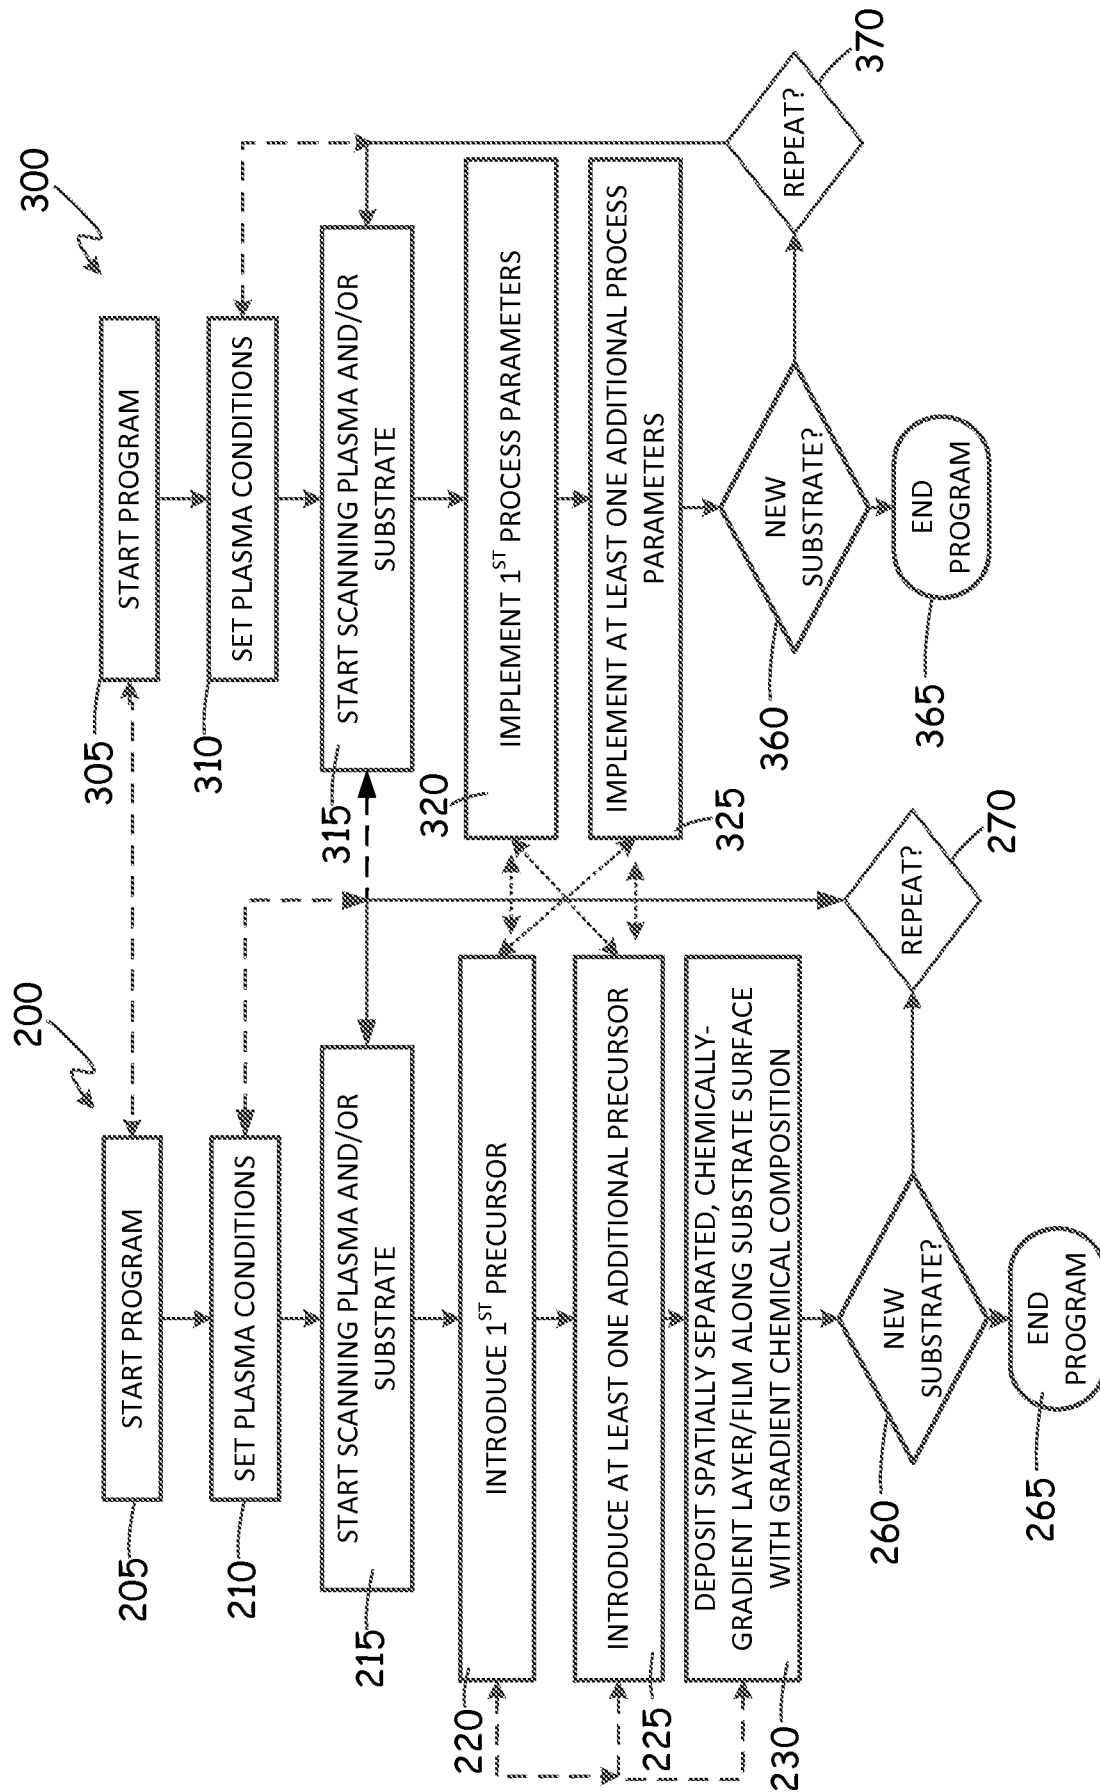 200
205
START PROGRAM
210
SET PLASMA CONDITIONS
215
START SCANNING PLASMA AND/OR
SUBSTRATE
220
INTRODUCE 1ST PRECURSOR
225
INTRODUCE AT LEAST ONE ADDITIONAL PRECURSOR
230
DEPOSIT SPATIALLY SEPARATED, CHEMICALLY-
GRADIENT LAYER/FILM ALONG SUBSTRATE SURFACE
WITH GRADIENT CHEMICAL COMPOSITION
260
NEW
SUBSTRATE?
REPEAT?
270
265
END
PROGRAM
300
305
START PROGRAM
310
SET PLASMA CONDITIONS
315
START SCANNING PLASMA AND/OR
SUBSTRATE
320
IMPLEMENT 1ST PROCESS PARAMETERS
325
IMPLEMENT AT LEAST ONE ADDITIONAL PROCESS
PARAMETERS
360
NEW
SUBSTRATE?
REPEAT?
370
365
END
PROGRAM